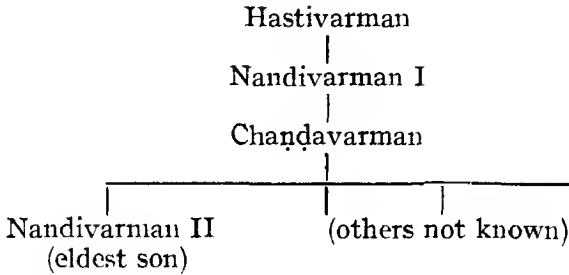 Hastivarman
Nandivarman I
Chaṇḍavarman
Nandivarman II (others not known)
(eldest son)